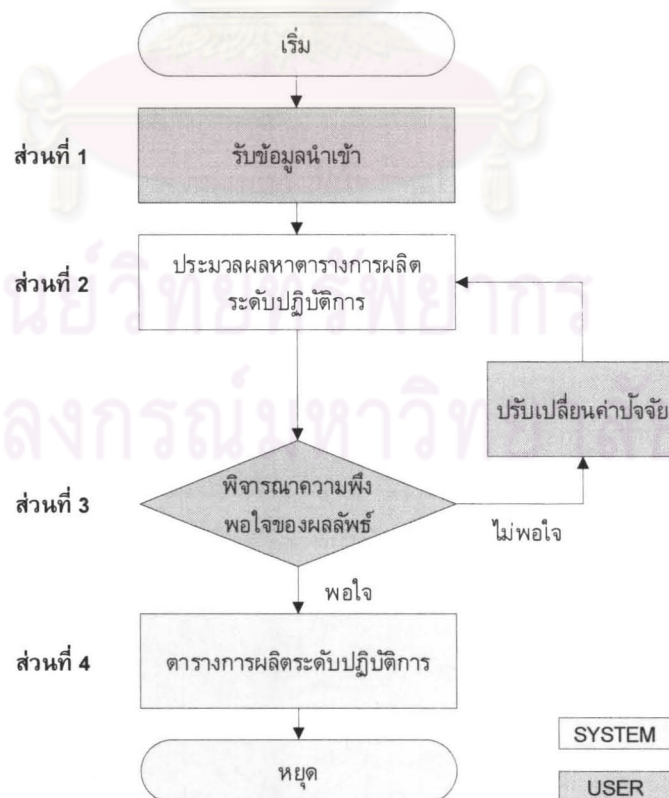 เริ่ม
ส่วนที่ 1
รับข้อมูลนำเข้า
ส่วนที่ 2
ประมวลผลหาตารางการผลิต
ระดับปฏิบัติการ
ปรับเปลี่ยนค่าปัจจัย
ส่วนที่ 3
พิจารณาความพึง
พอใจของผลลัพธ์
ไม่พอใจ
พอใจ
ส่วนที่ 4
ตารางการผลิตระดับปฏิบัติการ
หยุด
SYSTEM
USER